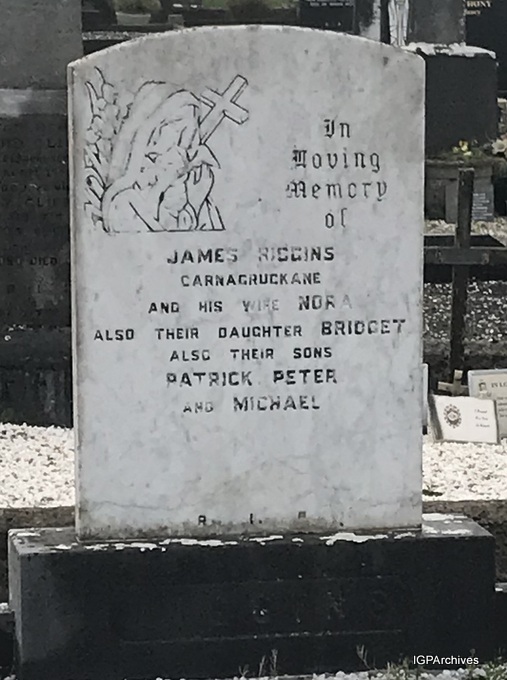 In
Loving
Memory
of
JAMES HIGGINS
CARNAGRUCKANE
AND HIS WIFE NORA
ALSO THEIR DAUGHTER BRIDGET
ALSO THEIR SONS
PATRICK PETER
AND MICHAEL
R. I. P.
IGPArchives